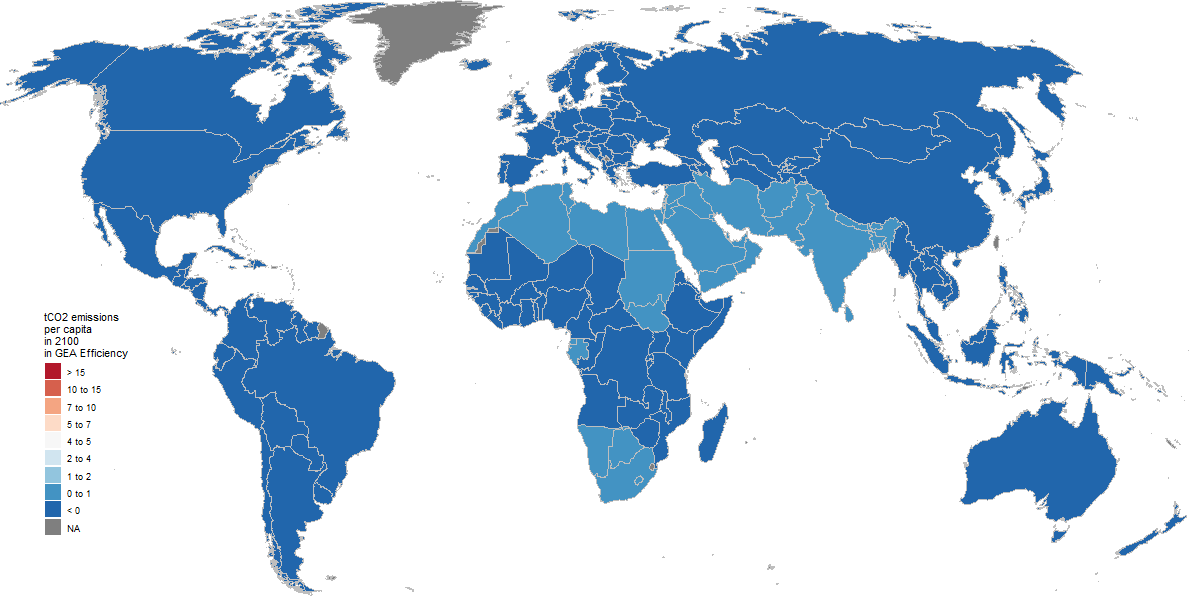 tCO2 emissions
per capita
in 2100
in GEA Efficiency
> 15
10 to 15
7 to 10
5 to 7
4 to 5
2 to 4
1 to 2
0 to 1
< 0
NA